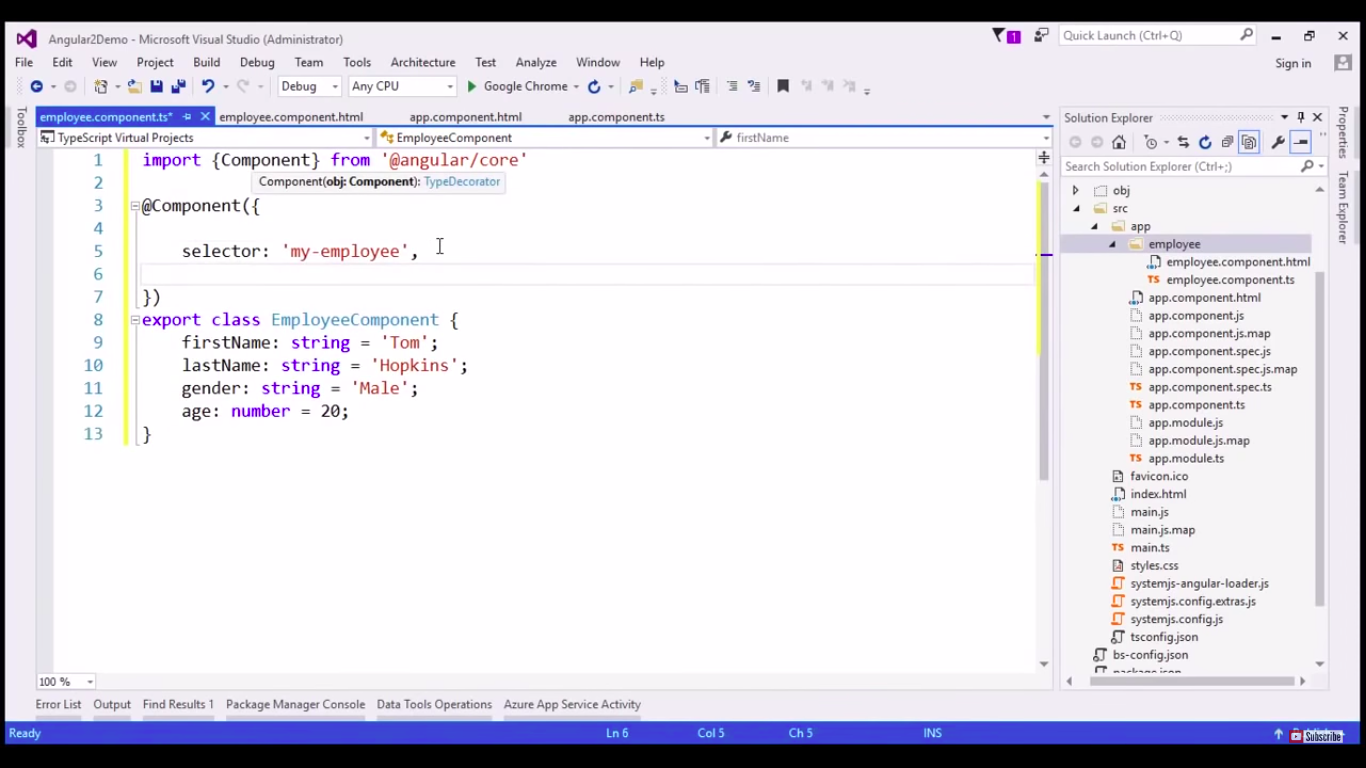 Angular2Demo - Microsoft Visual Studio (Administrator)
1
Quick Launch (Ctrl+Q)
File Edit View Project Build Debug Team Tools Architecture Test Analyze Window Help
Sign in
Debug Any CPU Google Chrome
employee.component.ts* employee.component.html app.component.html app.component.ts
TypeScript Virtual Projects EmployeeComponent firstName
Toolbox
1 import {Component} from '@angular/core'
2 Component(obj: Component): TypeDecorator
3 @Component({
4
5 selector: 'my-employee',
6
7 })
8 export class EmployeeComponent {
9 firstName: string = 'Tom';
10 lastName: string = 'Hopkins';
11 gender: string = 'Male';
12 age: number = 20;
13 }
100 %
Solution Explorer
Search Solution Explorer (Ctrl+;)
obj
src
app
employee
employee.component.html
employee.component.ts
app.component.html
app.component.js
app.component.js.map
app.component.spec.js
app.component.spec.js.map
app.component.spec.ts
app.component.ts
app.module.js
app.module.js.map
app.module.ts
favicon.ico
index.html
main.js
main.js.map
main.ts
styles.css
systemjs-angular-loader.js
systemjs.config.extras.js
systemjs.config.js
tsconfig.json
bs-config.json
package.json
Properties
Team Explorer
Error List Output Find Results 1 Package Manager Console Data Tools Operations Azure App Service Activity
Ready Ln 6 Col 5 Ch 5 INS
Subscribe